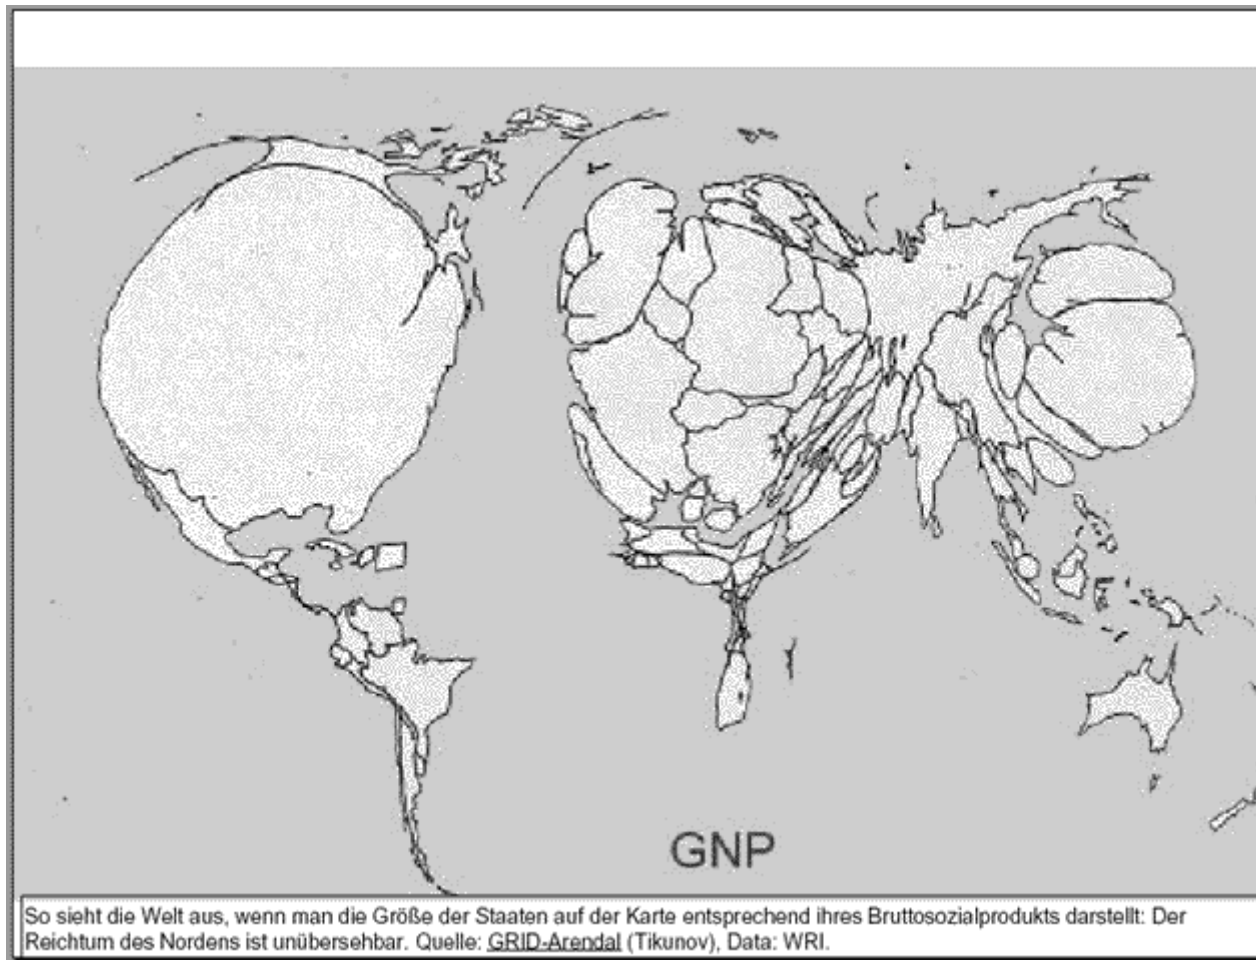 GNP
So sieht die Welt aus, wenn man die Größe der Staaten auf der Karte entsprechend ihres Bruttosozialprodukts darstellt: Der
Reichtum des Nordens ist unübersehbar. Quelle: GRID-Arendal (Tikunov), Data: WRI.